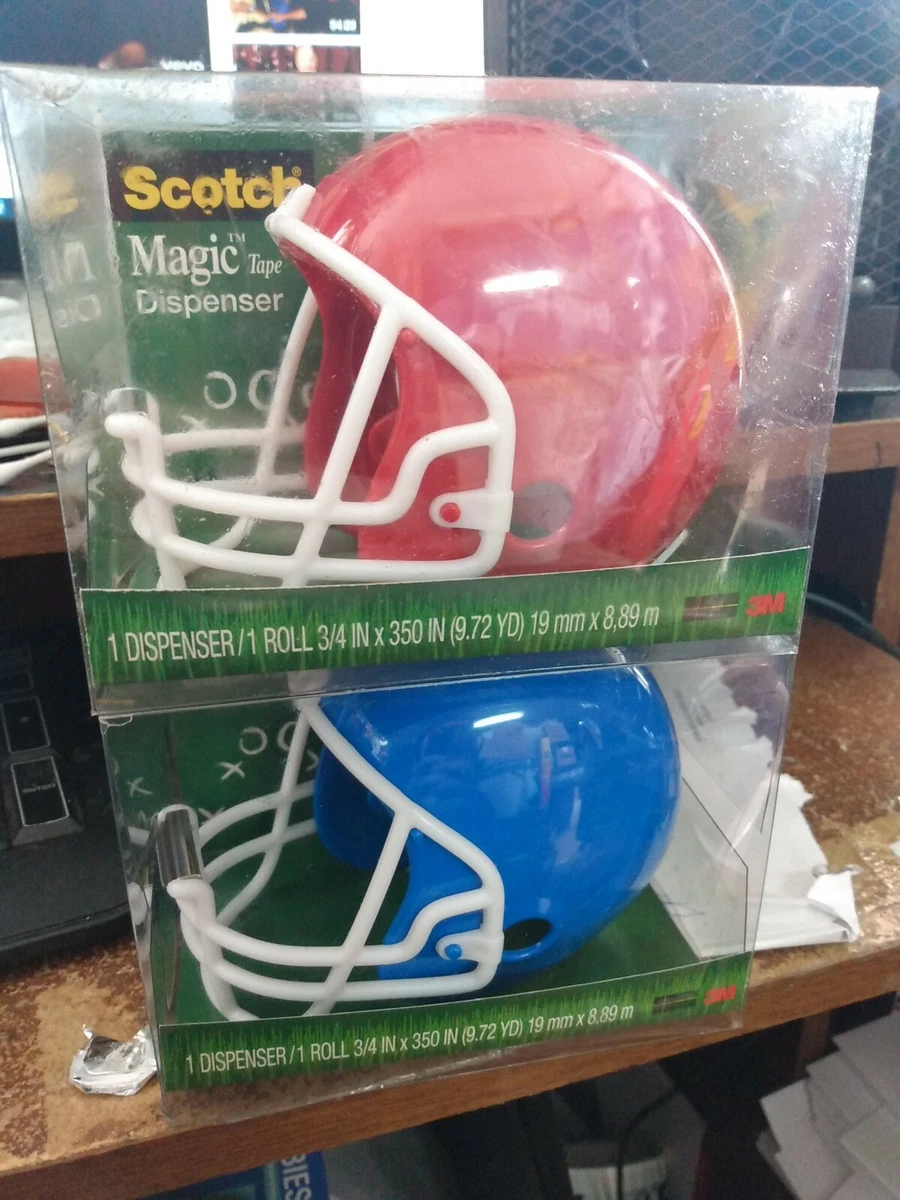 vevo
Scotch®
Magic™ Tape
Dispenser
1 DISPENSER / 1 ROLL 3/4 IN x 350 IN (9.72 YD) 19 mm x 8,89 m
3M
1 DISPENSER / 1 ROLL 3/4 IN x 350 IN (9.72 YD) 19 mm x 8,89 m
3M
BIES